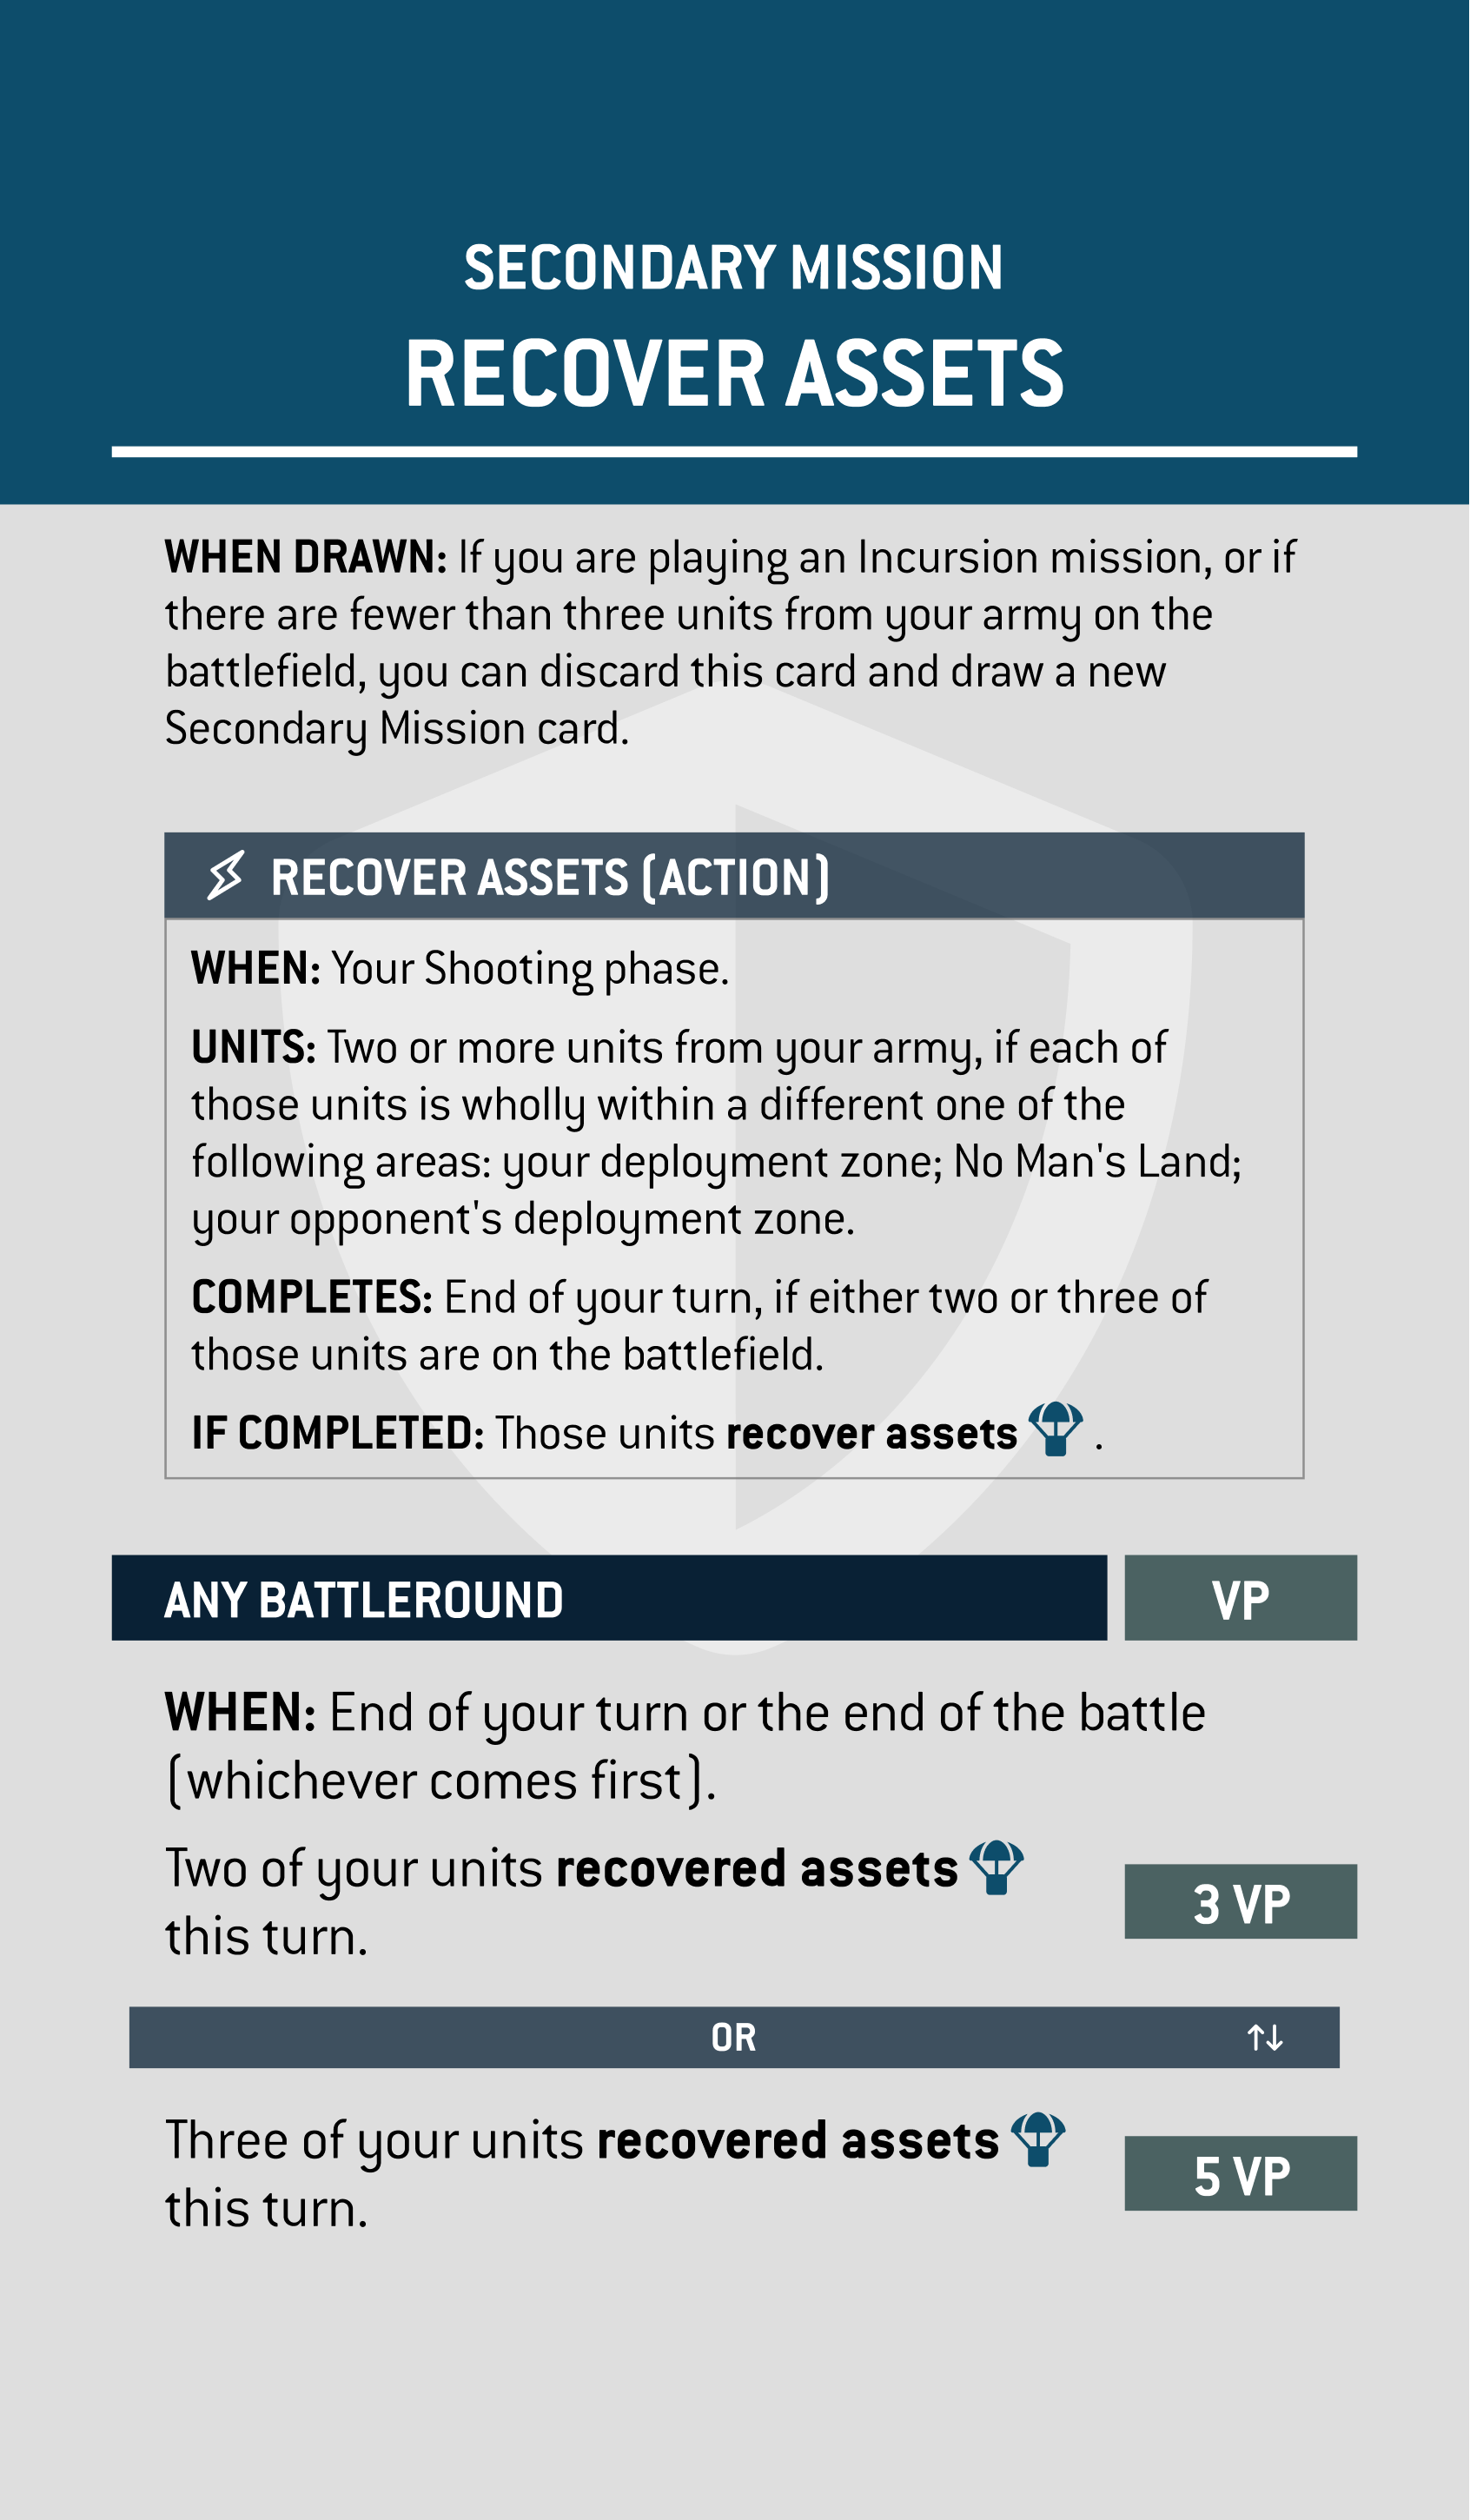 SECONDARY MISSION
RECOVER ASSETS
WHEN DRAWN: If you are playing an Incursion mission, or if
there are fewer than three units from your army on the
battlefield, you can discard this card and draw a new
Secondary Mission card.
RECOVER ASSETS (ACTION)
WHEN: Your Shooting phase.
UNITS: Two or more units from your army, if each of
those units is wholly within a different one of the
following areas: your deployment zone; No Man's Land;
your opponent's deployment zone.
COMPLETES: End of your turn, if either two or three of
those units are on the battlefield.
IF COMPLETED: Those units recover assets .
ANY BATTLEROUND
VP
WHEN: End of your turn or the end of the battle
(whichever comes first).
Two of your units recovered assets
this turn.
3 VP
OR
Three of your units recovered assets
this turn.
5 VP